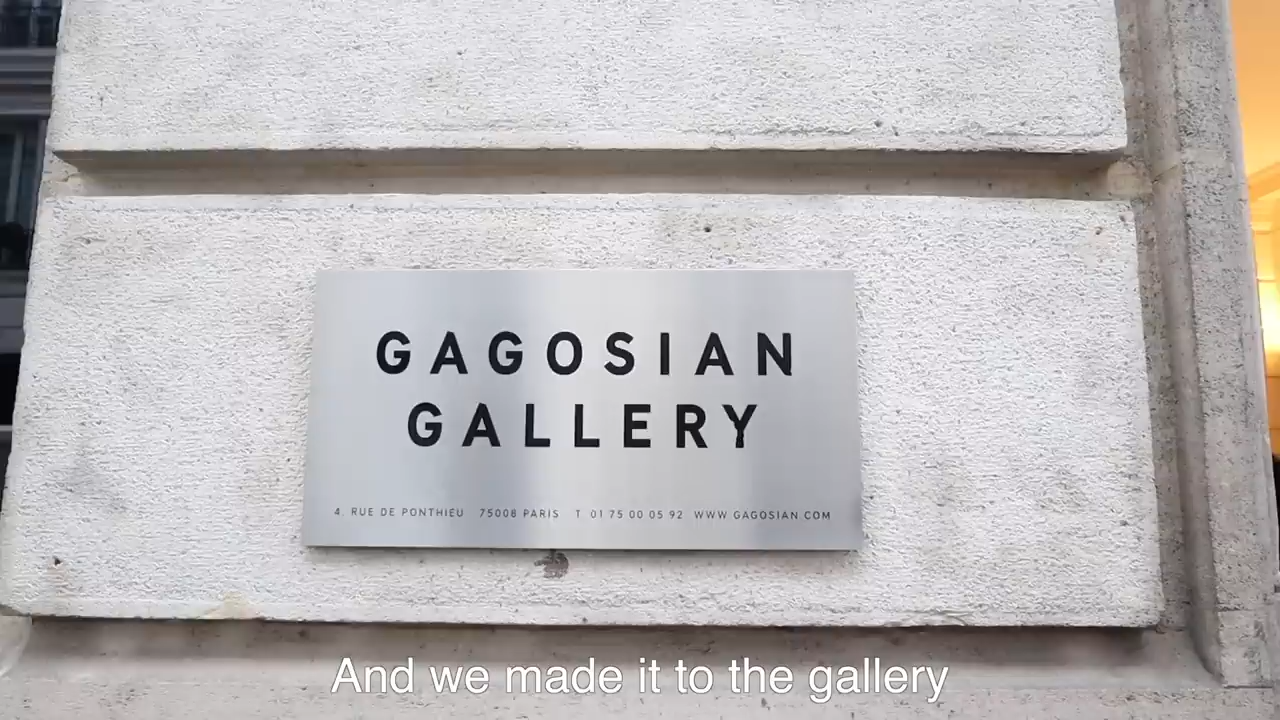 GAGOSIAN
GALLERY
4. RUE DE PONTHIEU 75008 PARIS T 01 75 00 05 92 WWW.GAGOSIAN.COM
And we made it to the gallery